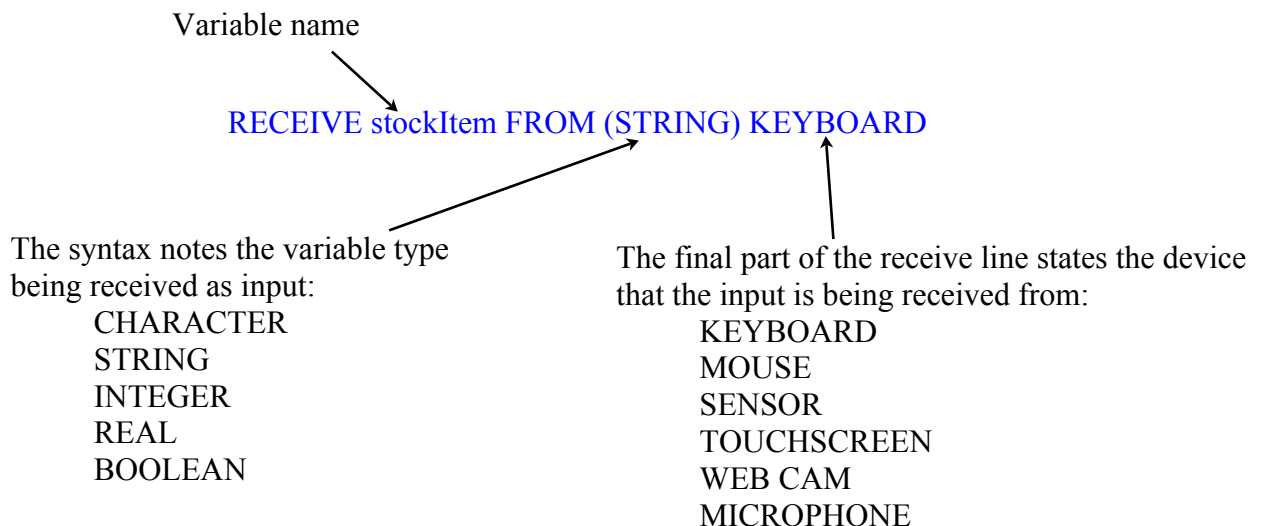 Variable name
RECEIVE stockItem FROM (STRING) KEYBOARD
The syntax notes the variable type
being received as input:
CHARACTER
STRING
INTEGER
REAL
BOOLEAN
The final part of the receive line states the device
that the input is being received from:
KEYBOARD
MOUSE
SENSOR
TOUCHSCREEN
WEB CAM
MICROPHONE